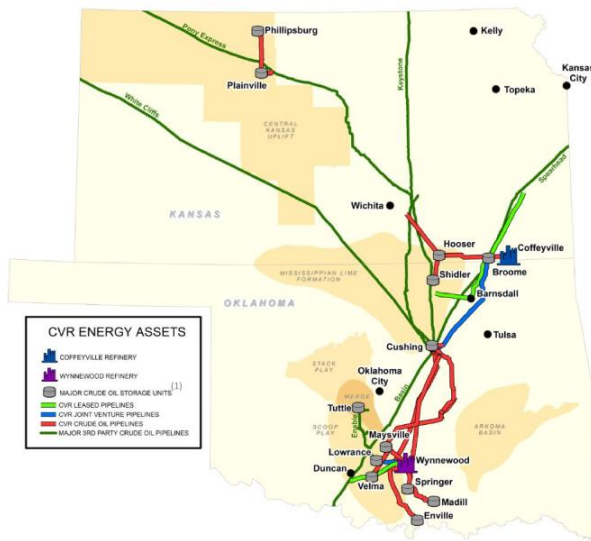 Phillipsburg
Kelly
Pony Express
Keystone
Kansas
City
Plainville
Topeka
White Cliffs
CENTRAL
KANSAS
UPLIFT
Spearhead
Wichita
KANSAS
Hooser
Coffeyville
Shidler
Broome
MISSISSIPPIAN LIME
FORMATION
Barnsdall
OKLAHOMA
CVR ENERGY ASSETS
COFFEYVILLE REFINERY
WYNNEWOOD REFINERY
MAJOR CRUDE OIL STORAGE UNITS(1)
CVR LEASED PIPELINES
CVR JOINT VENTURE PIPELINES
CVR CRUDE OIL PIPELINES
MAJOR 3RD PARTY CRUDE OIL PIPELINES
Tulsa
Cushing
STACK
PLAY
Oklahoma
City
Basin
MERGE
Tuttle
Enable
SCOOP
PLAY
ARKOMA
BASIN
Maysville
Lowrance
Wynnewood
Duncan
Velma
Springer
Madill
Enville